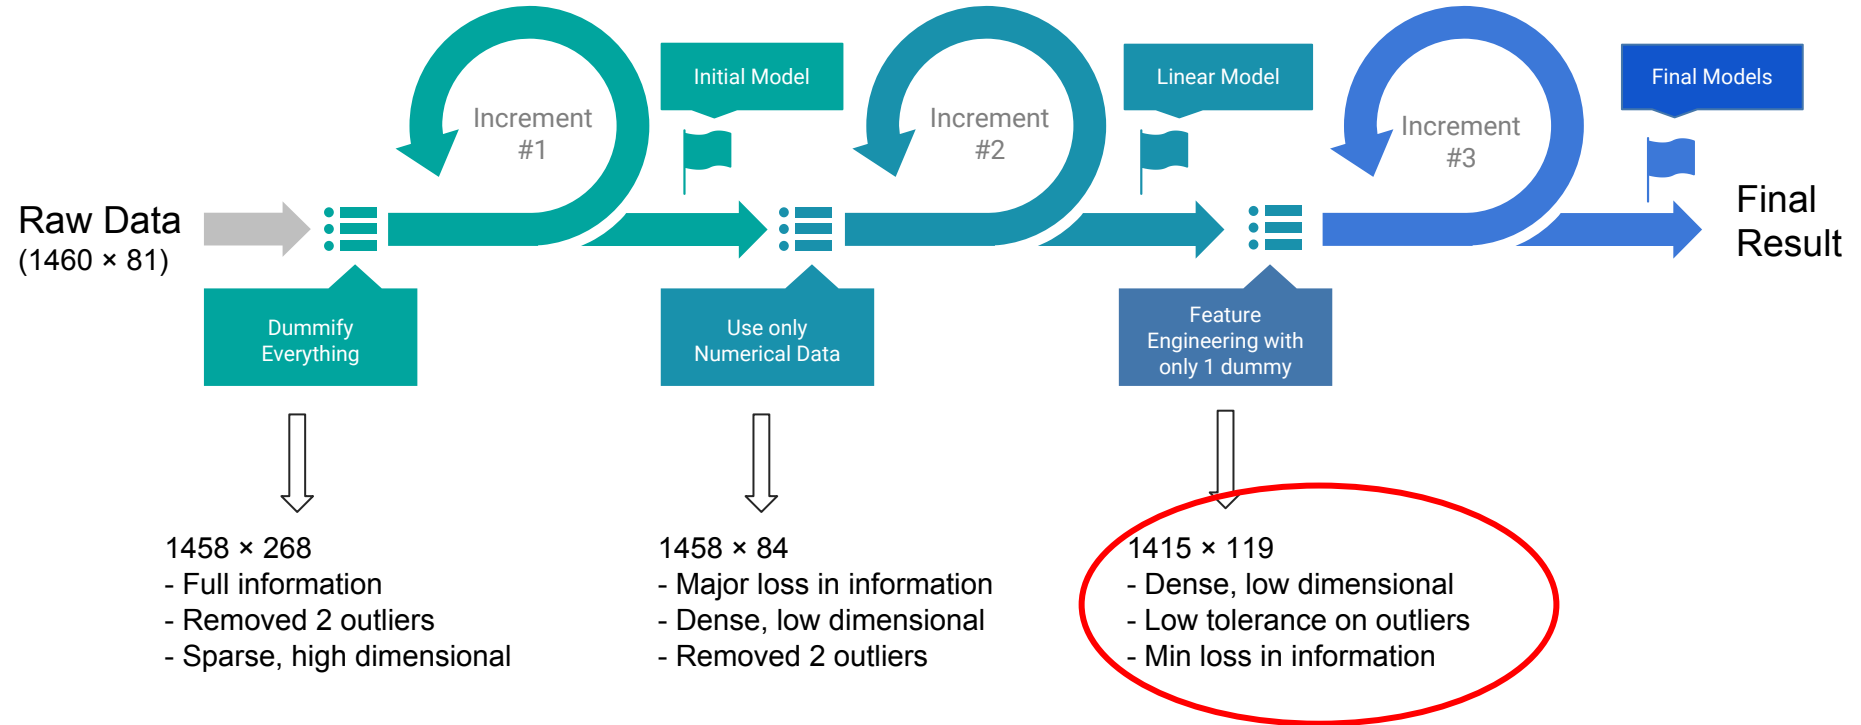 Initial Model
Linear Model
Final Models
Increment
#1
Increment
#2
Increment
#3
Raw Data
(1460 × 81)
Final
Result
Dummify
Everything
Use only
Numerical Data
Feature
Engineering with
only 1 dummy
1458 × 268
- Full information
- Removed 2 outliers
- Sparse, high dimensional
1458 × 84
- Major loss in information
- Dense, low dimensional
- Removed 2 outliers
1415 × 119
- Dense, low dimensional
- Low tolerance on outliers
- Min loss in information